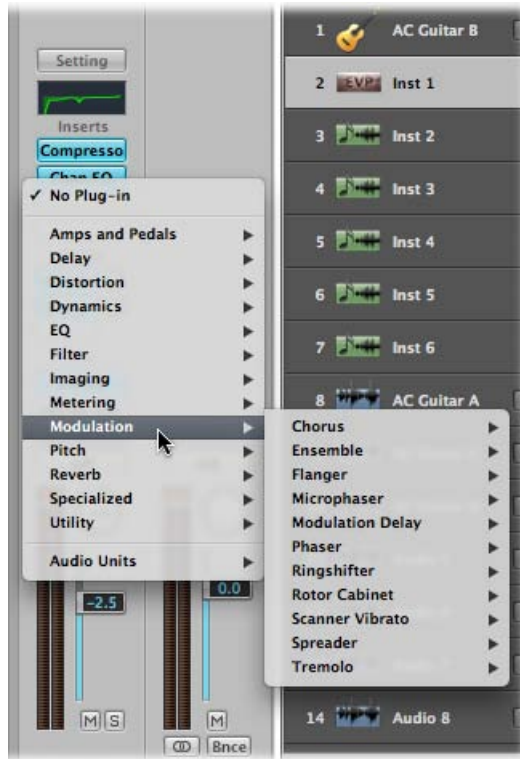 Setting
Inserts
Compresso
Chan EQ
✓ No Plug-in
Amps and Pedals
Delay
Distortion
Dynamics
EQ
Filter
Imaging
Metering
Modulation
Pitch
Reverb
Specialized
Utility
Audio Units
Chorus
Ensemble
Flanger
Microphaser
Modulation Delay
Phaser
Ringshifter
Rotor Cabinet
Scanner Vibrato
Spreader
Tremolo
-2.5
0.0
M S
M
Bnce
1 AC Guitar B
2 EVP Inst 1
3 Inst 2
4 Inst 3
5 Inst 4
6 Inst 5
7 Inst 6
8 AC Guitar A
14 Audio 8